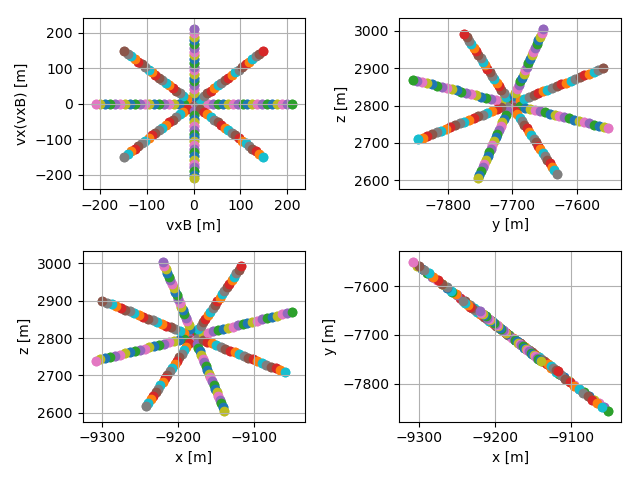 200
100
0
−100
−200
vx(vxB) [m]
−200 −100 0 100 200
vxB [m]
3000
2900
2800
2700
2600
z [m]
−7800 −7700 −7600
y [m]
3000
2900
2800
2700
2600
z [m]
−9300 −9200 −9100
x [m]
−7600
−7700
−7800
y [m]
−9300 −9200 −9100
x [m]